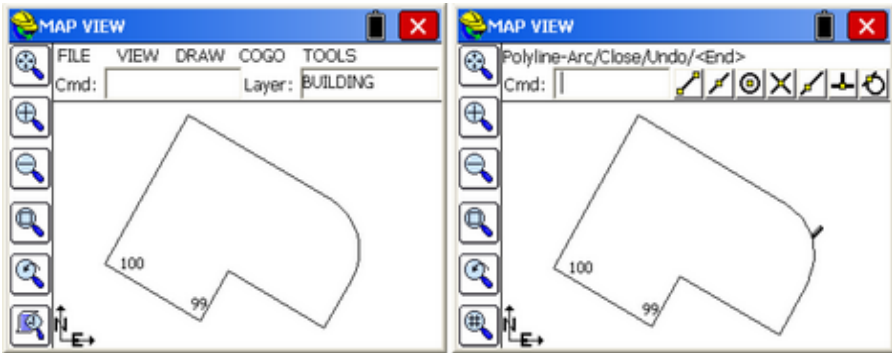 MAP VIEW
FILE VIEW DRAW COGO TOOLS
Cmd: Layer: BUILDING
100
99
N
E
MAP VIEW
Polyline-Arc/Close/Undo/<End>
Cmd:
100
99
N
E